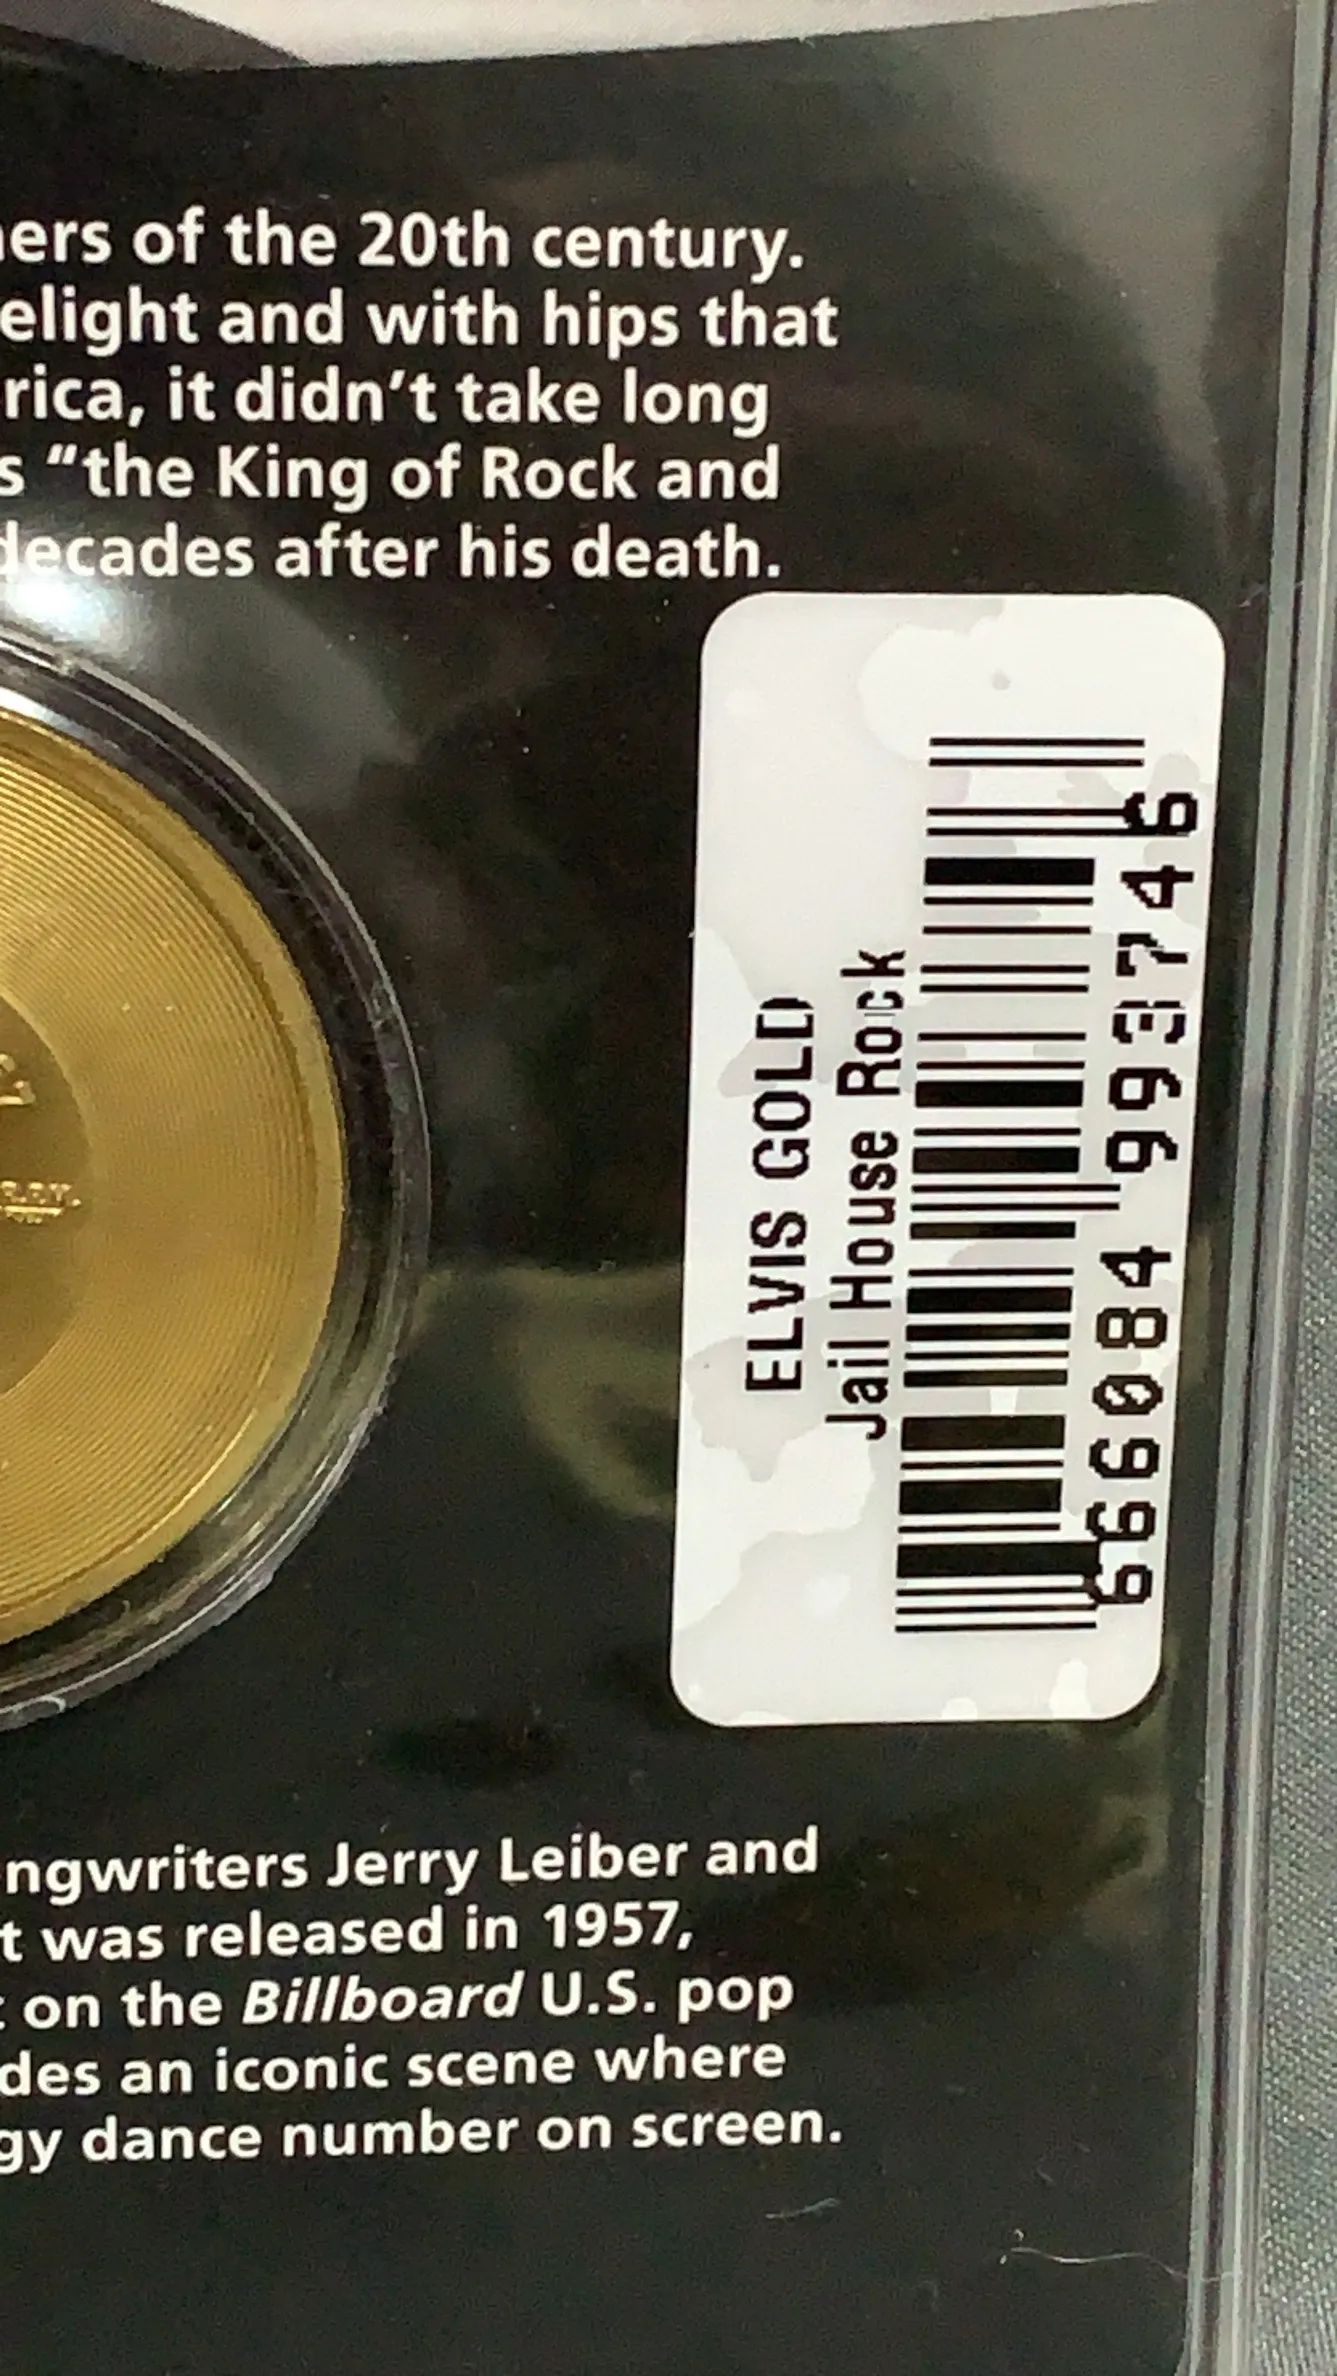 ers of the 20th century.
elight and with hips that
rica, it didn't take long
s "the King of Rock and
decades after his death.
ELVIS GOLD
Jail House Rock
666084 993746
ngwriters Jerry Leiber and
t was released in 1957,
on the Billboard U.S. pop
des an iconic scene where
gy dance number on screen.